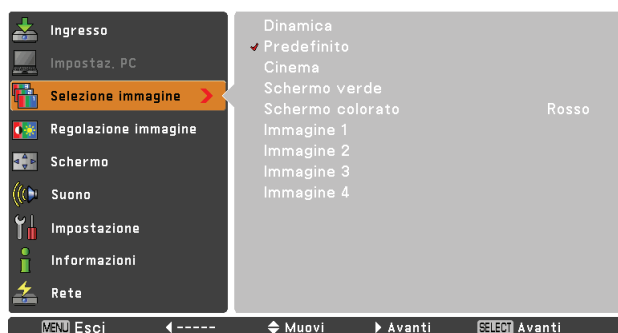 Ingresso
Impostaz. PC
Selezione immagine
Regolazione immagine
Schermo
Suono
Impostazione
Informazioni
Rete
Dinamica
Predefinito
Cinema
Schermo verde
Schermo colorato Rosso
Immagine 1
Immagine 2
Immagine 3
Immagine 4
MENU Esci ----- Muovi Avanti SELECT Avanti